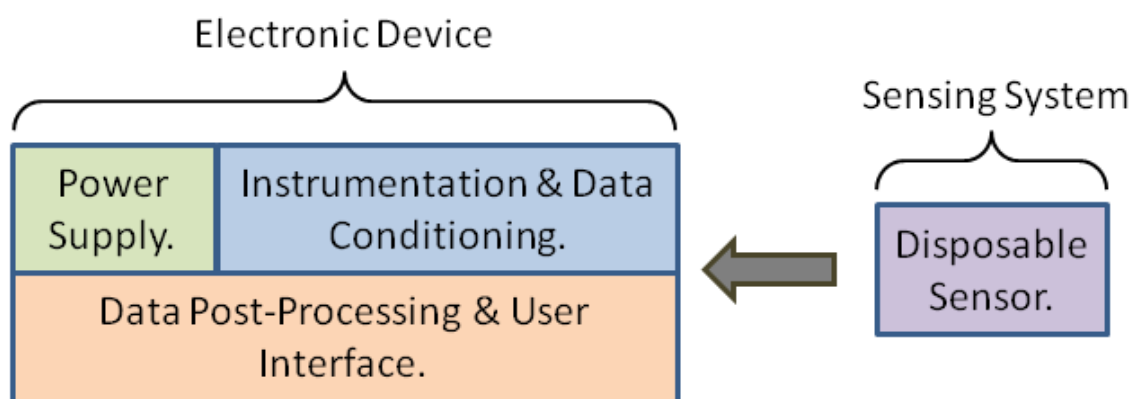 Electronic Device
Sensing System
Power
Supply.
Instrumentation & Data
Conditioning.
Disposable
Sensor.
Data Post-Processing & User
Interface.